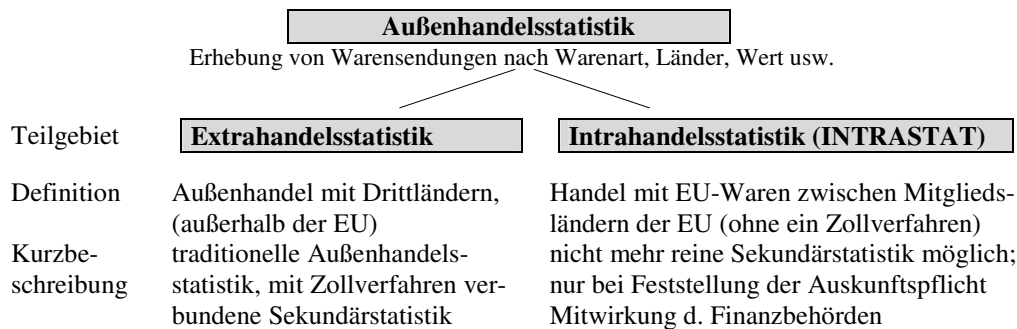 Außenhandelsstatistik
Erhebung von Warensendungen nach Warenart, Länder, Wert usw.
Teilgebiet Extrahandelsstatistik Intrahandelsstatistik (INTRASTAT)
Definition Außenhandel mit Drittländern, Handel mit EU-Waren zwischen Mitglieds-
(außerhalb der EU) ländern der EU (ohne ein Zollverfahren)
Kurzbe- traditionelle Außenhandels- nicht mehr reine Sekundärstatistik möglich;
schreibung statistik, mit Zollverfahren ver- nur bei Feststellung der Auskunftspflicht
bundene Sekundärstatistik Mitwirkung d. Finanzbehörden